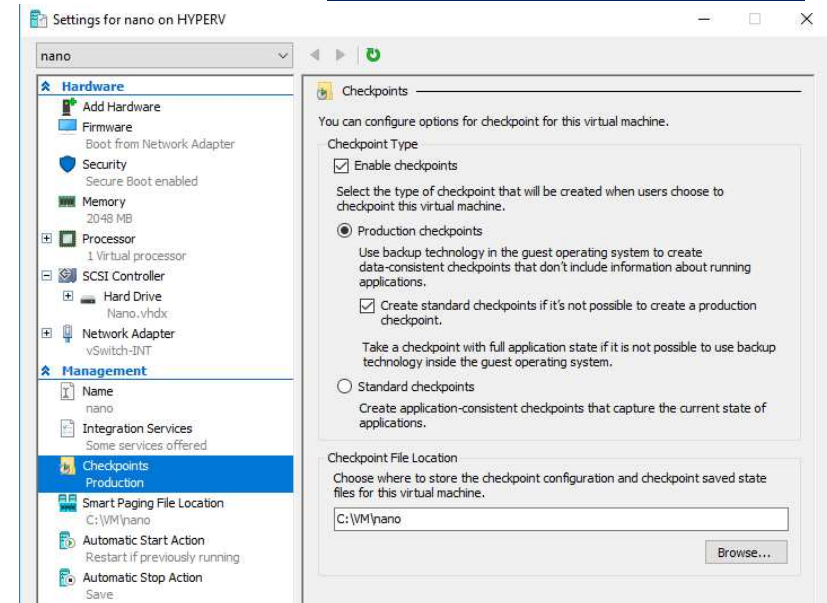 Settings for nano on HYPERV
nano
Hardware
Add Hardware
Firmware
Boot from Network Adapter
Security
Secure Boot enabled
Memory
2048 MB
Processor
1 Virtual processor
SCSI Controller
Hard Drive
Nano.vhdx
Network Adapter
vSwitch-INT
Management
Name
nano
Integration Services
Some services offered
Checkpoints
Production
Smart Paging File Location
C:\VM\nano
Automatic Start Action
Restart if previously running
Automatic Stop Action
Save
Checkpoints
You can configure options for checkpoint for this virtual machine.
Checkpoint Type
Enable checkpoints
Select the type of checkpoint that will be created when users choose to
checkpoint this virtual machine.
Production checkpoints
Use backup technology in the guest operating system to create
data-consistent checkpoints that don't include information about running
applications.
Create standard checkpoints if it's not possible to create a production
checkpoint.
Take a checkpoint with full application state if it is not possible to use backup
technology inside the guest operating system.
Standard checkpoints
Create application-consistent checkpoints that capture the current state of
applications.
Checkpoint File Location
Choose where to store the checkpoint configuration and checkpoint saved state
files for this virtual machine.
C:\VM\nano
Browse...